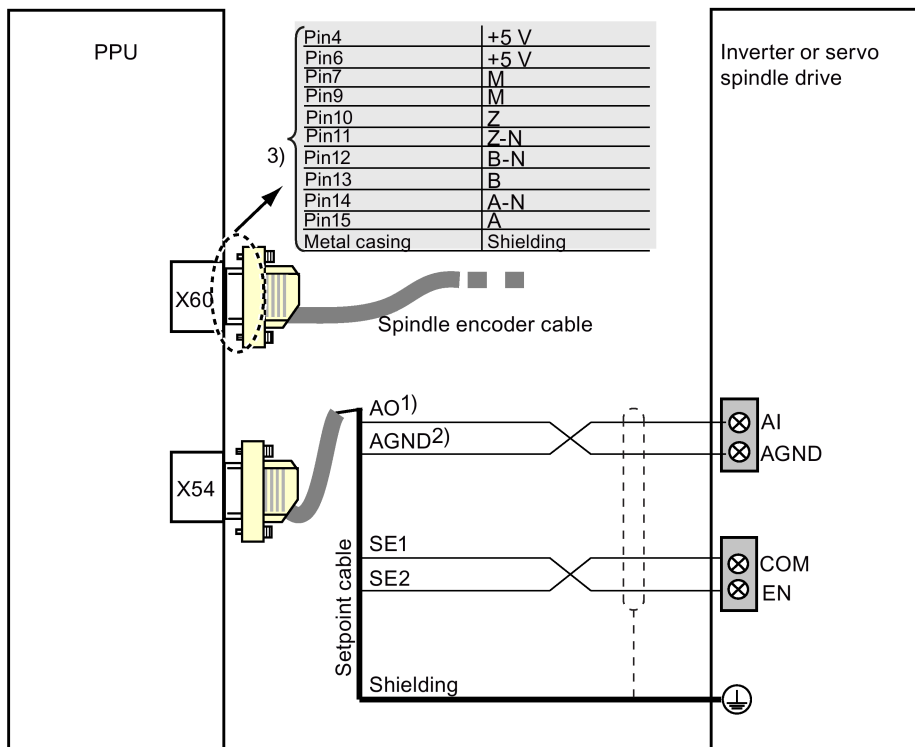 PPU
Pin4 +5 V
Pin6 +5 V
Pin7 M
Pin9 M
Pin10 Z
Pin11 Z-N
Pin12 B-N
Pin13 B
Pin14 A-N
Pin15 A
Metal casing Shielding
3)
Inverter or servo
spindle drive
X60
Spindle encoder cable
X54
Setpoint cable
AO1)
AGND2)
AI
AGND
SE1
SE2
COM
EN
Shielding